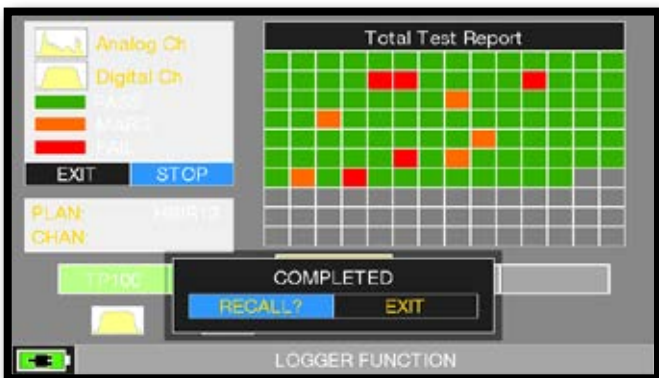 Analog Ch
Digital Ch
PASS
MARG
FAIL
EXIT STOP
PLAN:
CHAN:
Total Test Report
TP100
COMPLETED
RECALL? EXIT
LOGGER FUNCTION